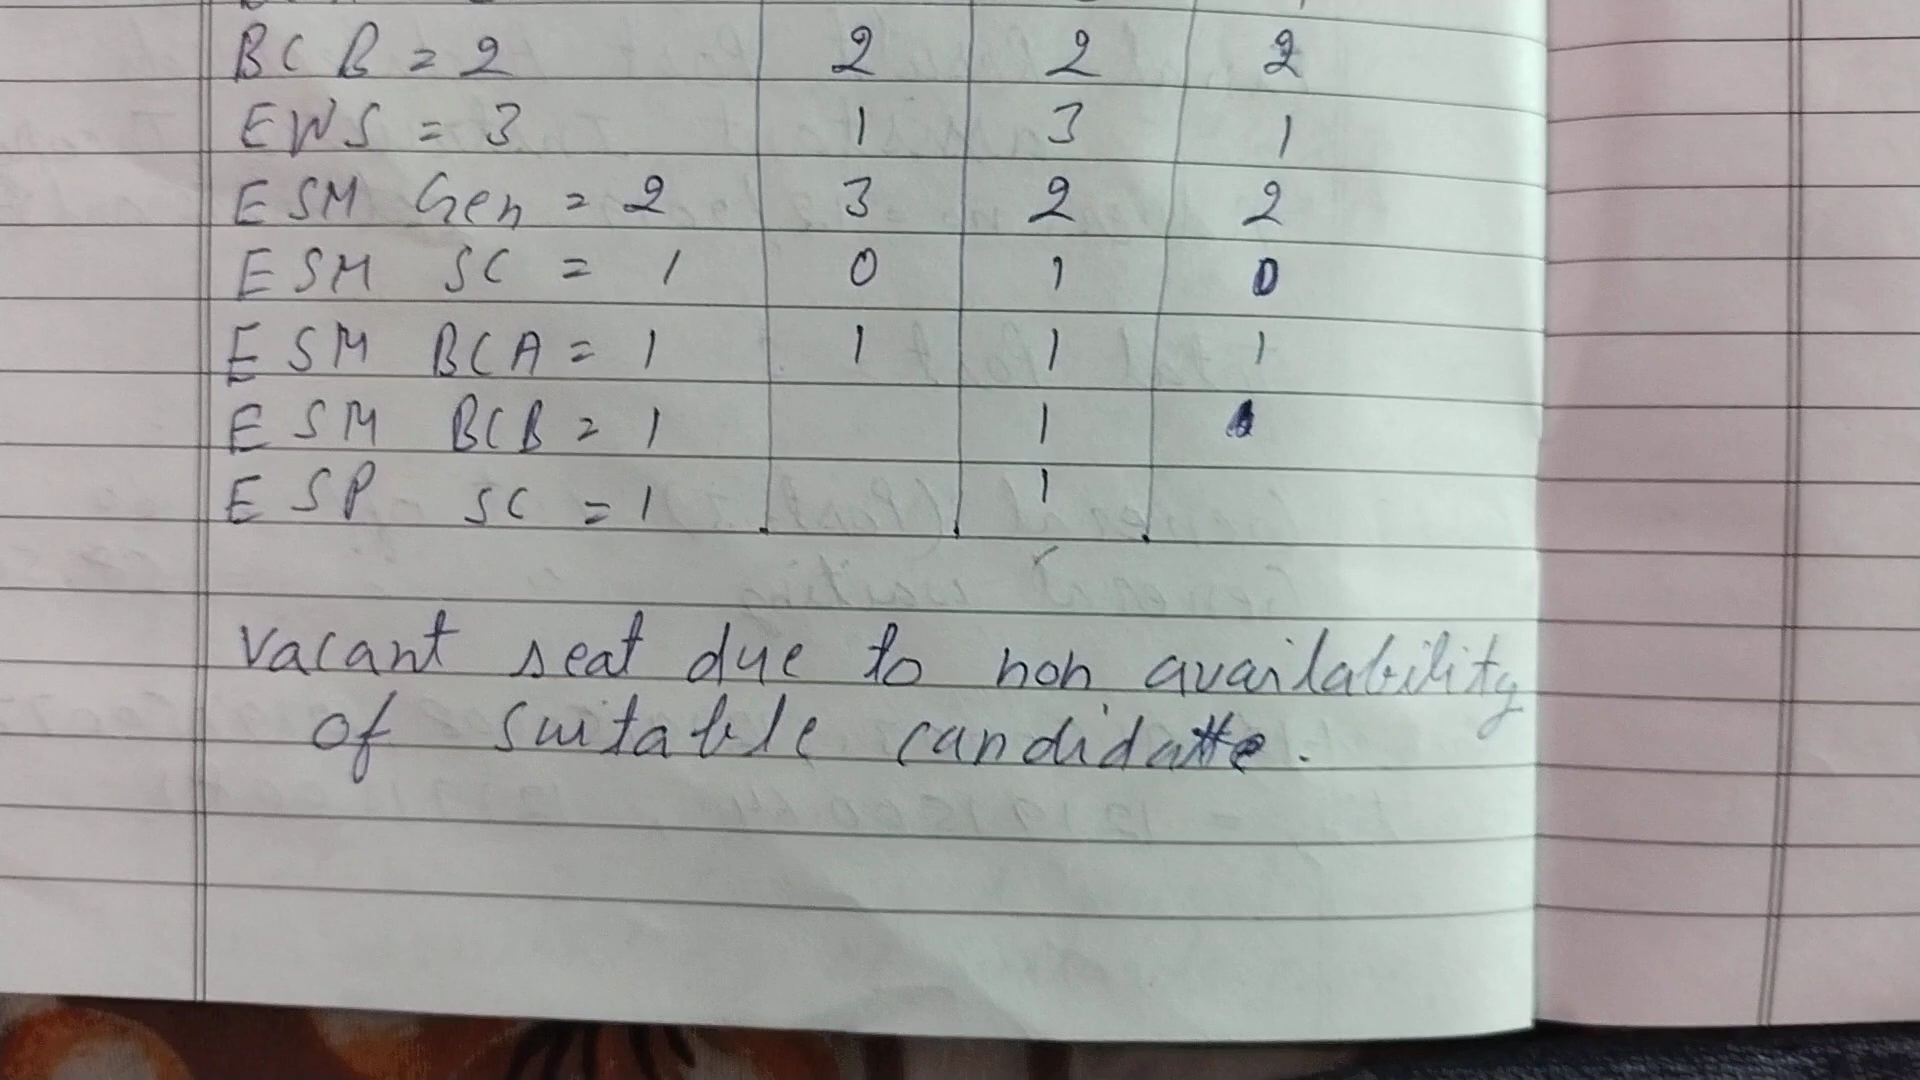 BCB = 2 2 2 2
EWS = 3 1 3 1
ESM Gen = 2 3 2 2
ESM SC = 1 0 1 0
ESM BCA = 1 1 1 1
ESM BCB = 1 1
ESP SC = 1 1
Vacant seat due to non availability
of suitable candidate.